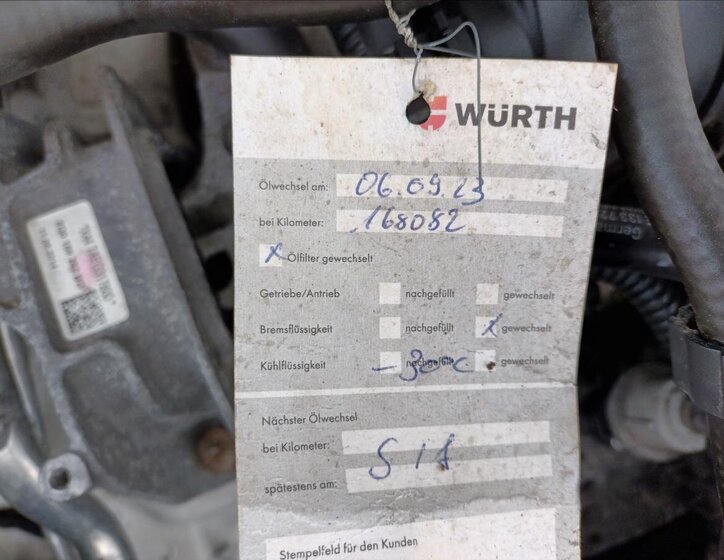 WÜRTH
Ölwechsel am: 06.09.23
bei Kilometer: 168082
x Ölfilter gewechselt
Getriebe/Antrieb nachgefüllt gewechselt
Bremsflüssigkeit nachgefüllt x gewechselt
Kühlflüssigkeit -30°C nachgefüllt gewechselt
Nächster Ölwechsel
bei Kilometer:
spätestens am:
Stempelfeld für den Kunden